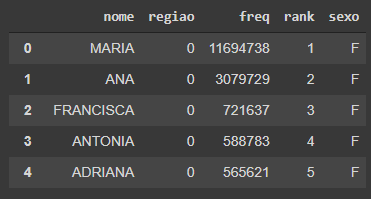 nome regiao freq rank sexo
0 MARIA 0 11694738 1 F
1 ANA 0 3079729 2 F
2 FRANCISCA 0 721637 3 F
3 ANTONIA 0 588783 4 F
4 ADRIANA 0 565621 5 F